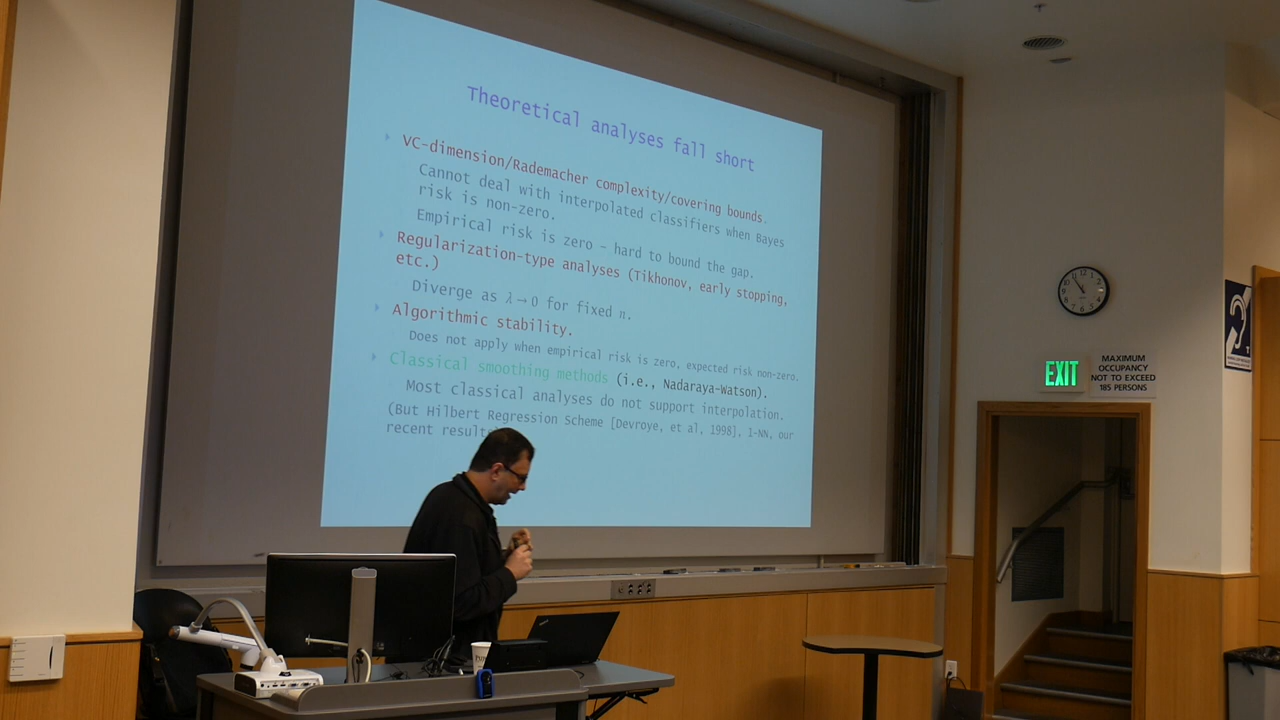 Theoretical analyses fall short
VC-dimension/Rademacher complexity/covering bounds.
Cannot deal with interpolated classifiers when Bayes
risk is non-zero.
Empirical risk is zero – hard to bound the gap.
Regularization-type analyses (Tikhonov, early stopping,
etc.)
Diverge as λ→0 for fixed n.
Algorithmic stability.
Does not apply when empirical risk is zero, expected risk non-zero.
Classical smoothing methods (i.e., Nadaraya-Watson).
Most classical analyses do not support interpolation.
(But Hilbert Regression Scheme [Devroye, et al, 1998], 1-NN, our
recent results
EXIT
MAXIMUM
OCCUPANCY
NOT TO EXCEED
185 PERSONS